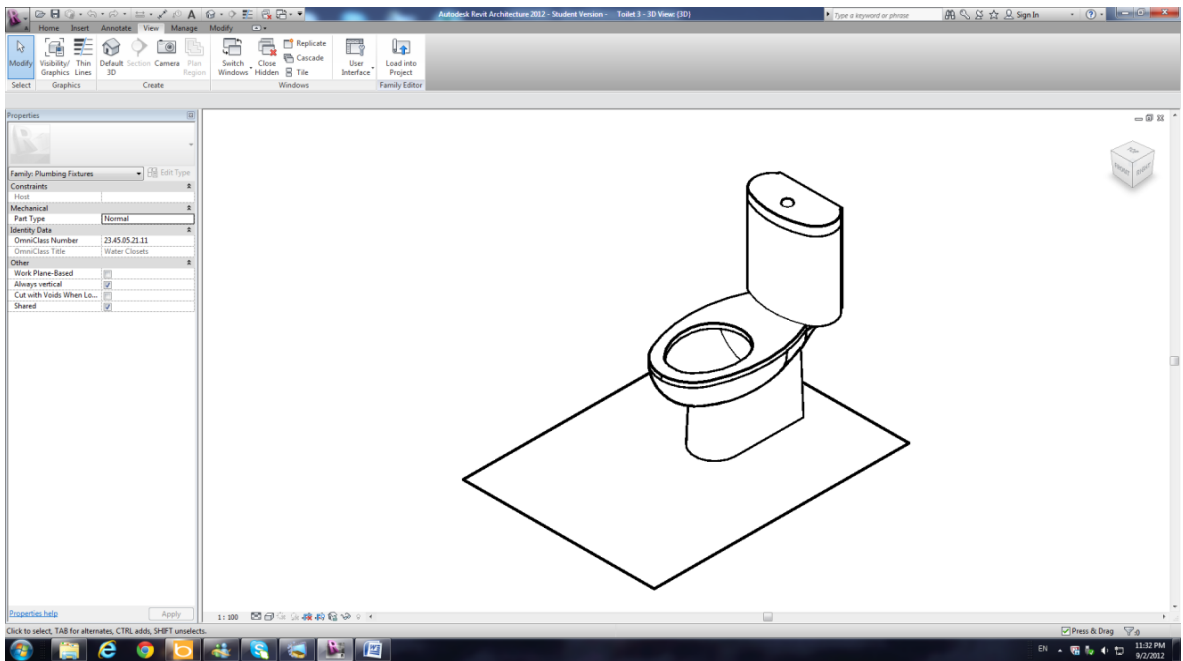 Autodesk Revit Architecture 2012 - Student Version - Toilet 3 - 3D View: {3D}
Type a keyword or phrase
Sign In
Home Insert Annotate View Manage Modify
Modify
Visibility/ Graphics
Thin Lines
Default 3D
Section
Camera
Plan Region
Switch Windows
Close Hidden
Replicate
Cascade
Tile
User Interface
Load into Project
Select Graphics Create Windows Family Editor
Properties
Family: Plumbing Fixtures Edit Type
Constraints
Host
Mechanical
Part Type Normal
Identity Data
OmniClass Number 23.45.05.21.11
OmniClass Title Water Closets
Other
Work Plane-Based
Always vertical
Cut with Voids When Lo...
Shared
TOP
FRONT RIGHT
Properties help Apply
1 : 100
Click to select, TAB for alternates, CTRL adds, SHIFT unselects.
Press & Drag
:0
EN
11:32 PM
9/2/2012